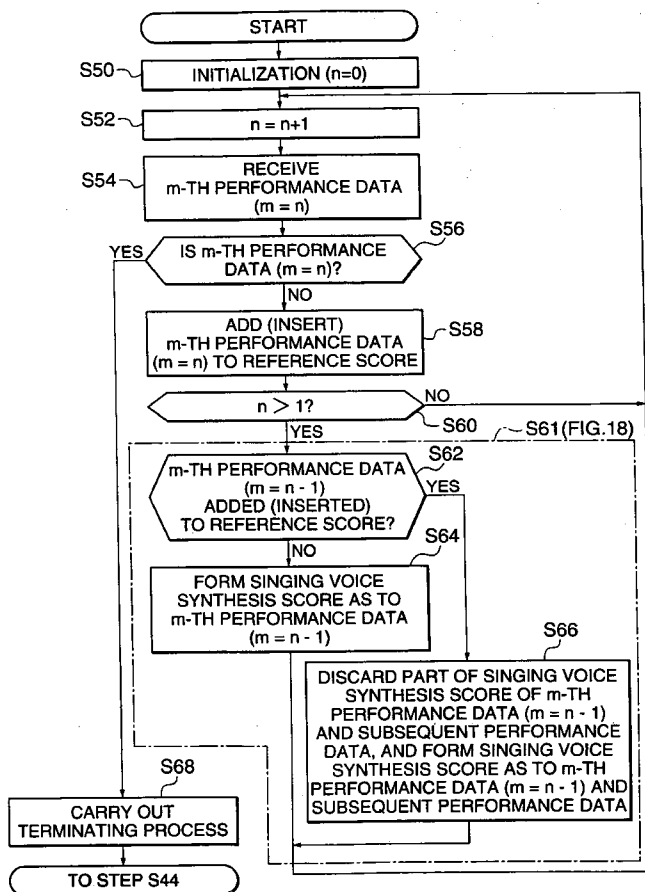 START
S50
INITIALIZATION (n=0)
S52
n = n+1
S54
RECEIVE
m-TH PERFORMANCE DATA
(m = n)
S56
YES
IS m-TH PERFORMANCE
DATA (m = n)?
NO
ADD (INSERT)
m-TH PERFORMANCE DATA
(m = n) TO REFERENCE SCORE
S58
n > 1?
NO
S60
YES
S61(FIG.18)
S62
m-TH PERFORMANCE DATA
(m = n - 1)
ADDED (INSERTED)
TO REFERENCE SCORE?
YES
NO
S64
FORM SINGING VOICE
SYNTHESIS SCORE AS TO
m-TH PERFORMANCE DATA
(m = n - 1)
S66
DISCARD PART OF SINGING VOICE
SYNTHESIS SCORE OF m-TH
PERFORMANCE DATA (m = n - 1)
AND SUBSEQUENT PERFORMANCE
DATA, AND FORM SINGING VOICE
SYNTHESIS SCORE AS TO m-TH
PERFORMANCE DATA (m = n - 1) AND
SUBSEQUENT PERFORMANCE DATA
S68
CARRY OUT
TERMINATING PROCESS
TO STEP S44